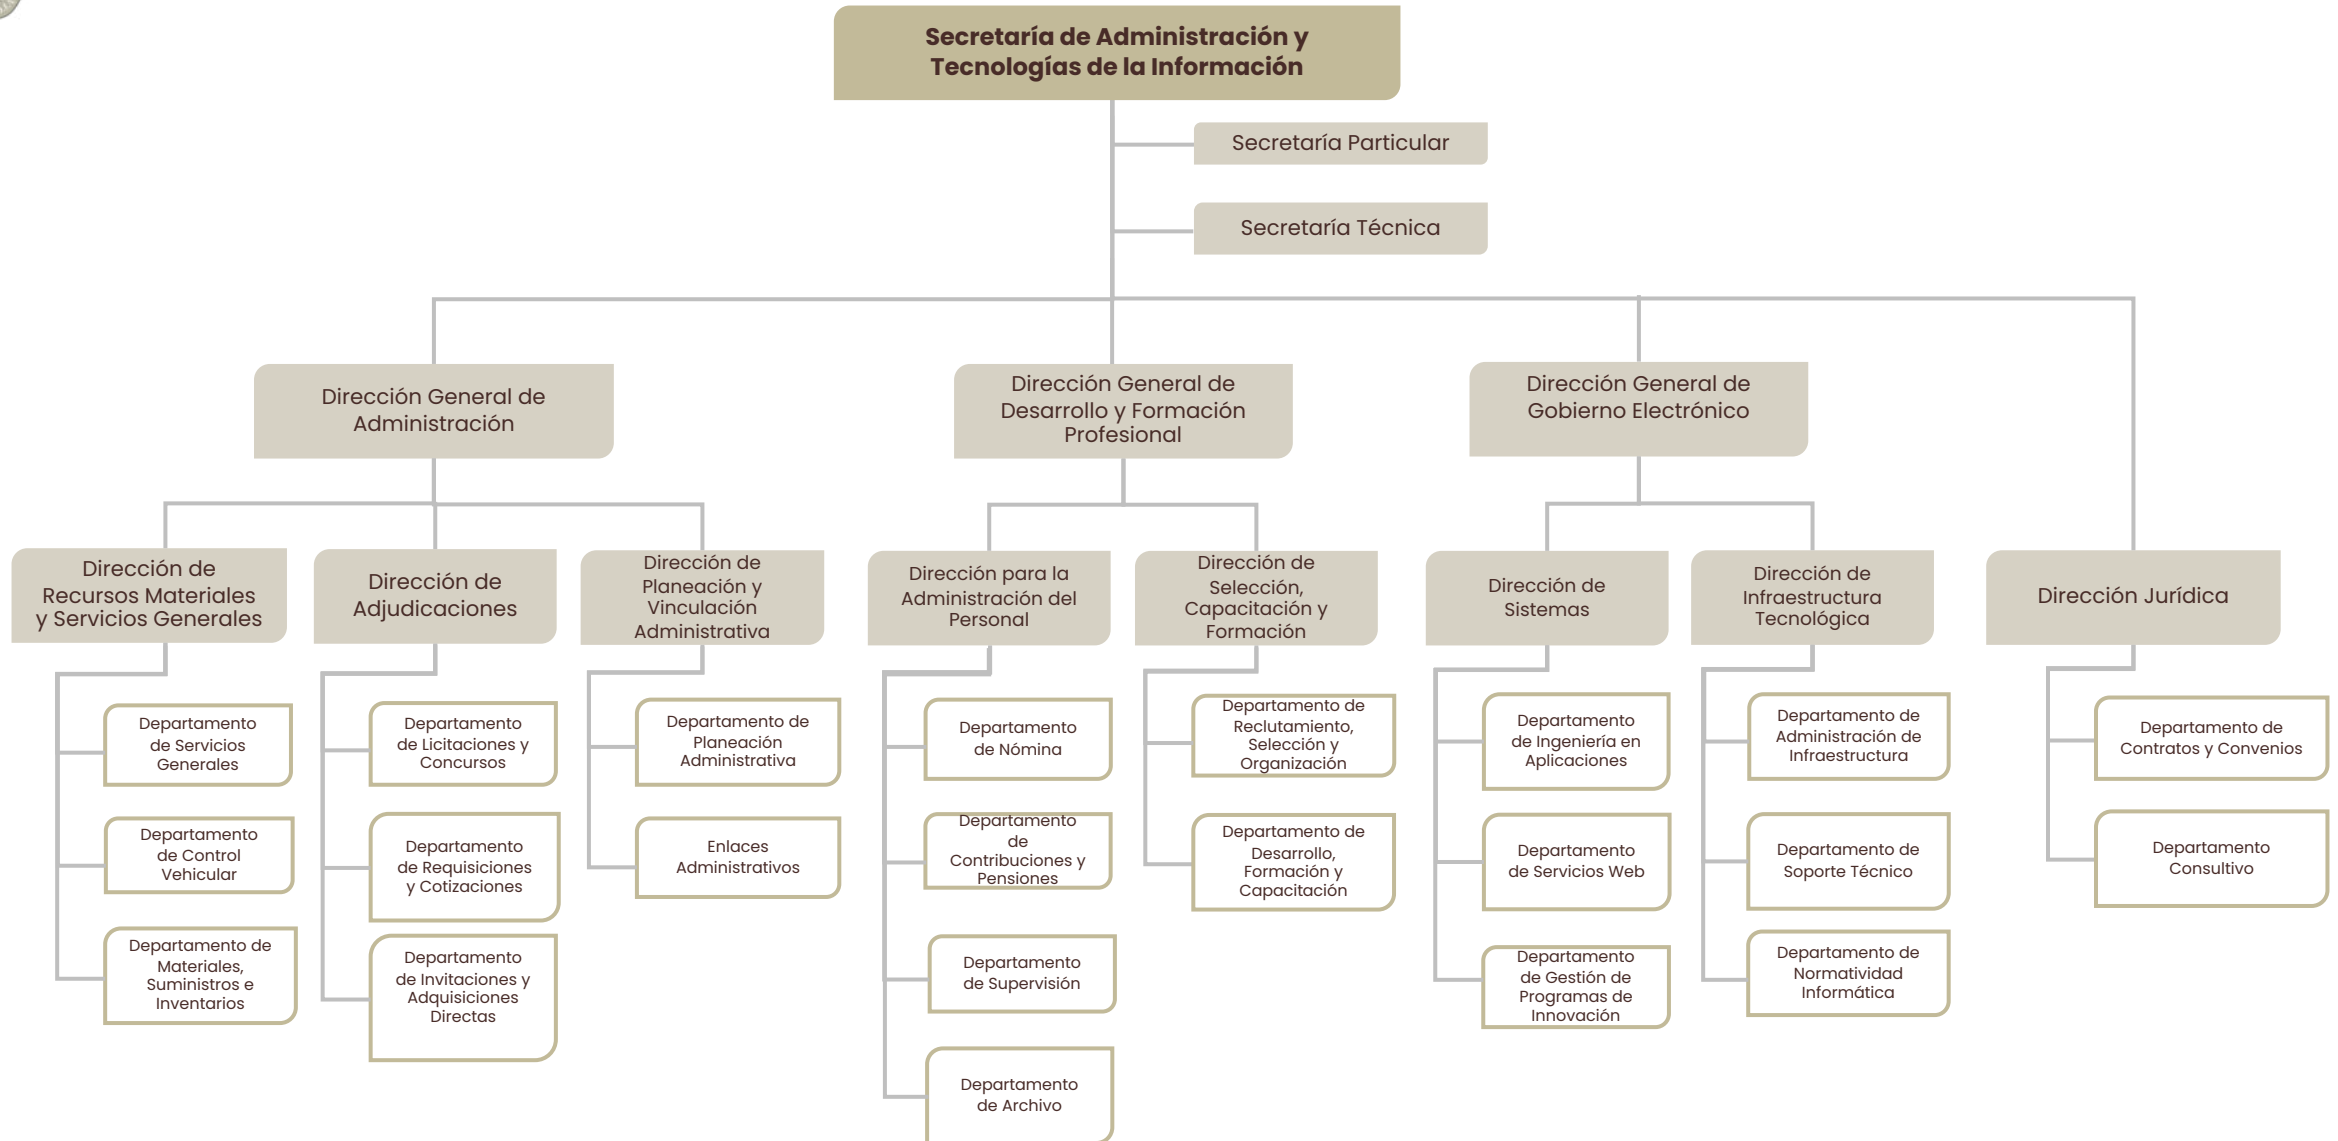 Secretaría de Administración y
Tecnologías de la Información
Secretaría Particular
Secretaría Técnica
Dirección General de
Administración
Dirección General de
Desarrollo y Formación
Profesional
Dirección General de
Gobierno Electrónico
Dirección de
Recursos Materiales
y Servicios Generales
Dirección de
Adjudicaciones
Dirección de
Planeación y
Vinculación
Administrativa
Dirección para la
Administración del
Personal
Dirección de
Selección,
Capacitación y
Formación
Dirección de
Sistemas
Dirección de
Infraestructura
Tecnológica
Dirección Jurídica
Departamento
de Servicios
Generales
Departamento
de Control
Vehicular
Departamento de
Materiales,
Suministros e
Inventarios
Departamento
de Licitaciones y
Concursos
Departamento
de Requisiciones
y Cotizaciones
Departamento
de Invitaciones y
Adquisiciones
Directas
Departamento de
Planeación
Administrativa
Enlaces
Administrativos
Departamento
de Nómina
Departamento
de
Contribuciones y
Pensiones
Departamento
de Supervisión
Departamento
de Archivo
Departamento de
Reclutamiento,
Selección y
Organización
Departamento de
Desarrollo,
Formación y
Capacitación
Departamento
de Ingeniería en
Aplicaciones
Departamento
de Servicios Web
Departamento
de Gestión de
Programas de
Innovación
Departamento de
Administración de
Infraestructura
Departamento de
Soporte Técnico
Departamento de
Normatividad
Informática
Departamento de
Contratos y Convenios
Departamento
Consultivo